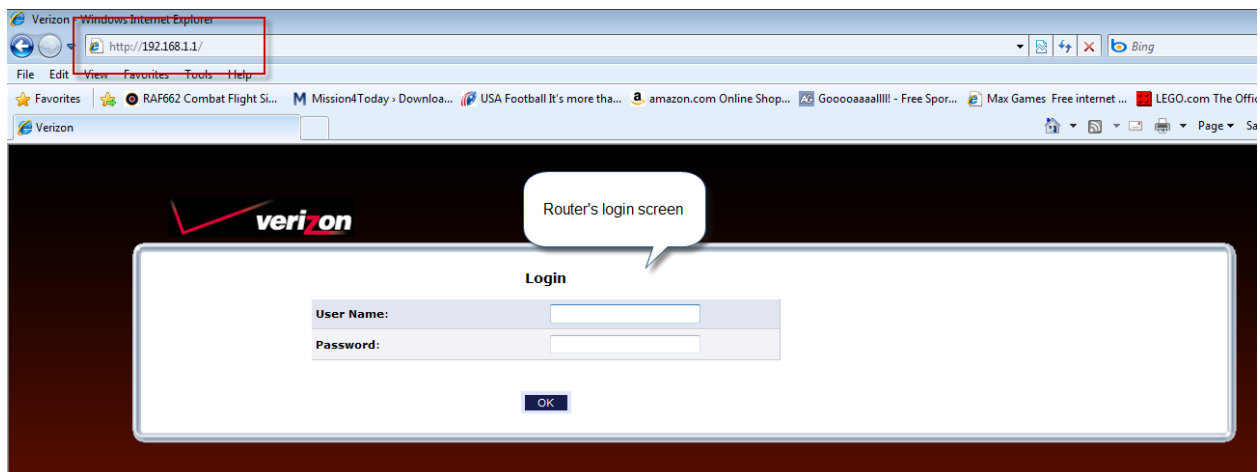 Verizon - Windows Internet Explorer
http://192.168.1.1/
Bing
File Edit View Favorites Tools Help
Favorites RAF662 Combat Flight Si... Mission4Today › Downloa... USA Football It's more tha... amazon.com Online Shop... Gooooaaaallll! - Free Spor... Max Games Free internet ... LEGO.com The Offic
Verizon
Page Sa
verizon
Router's login screen
Login
User Name:
Password:
OK